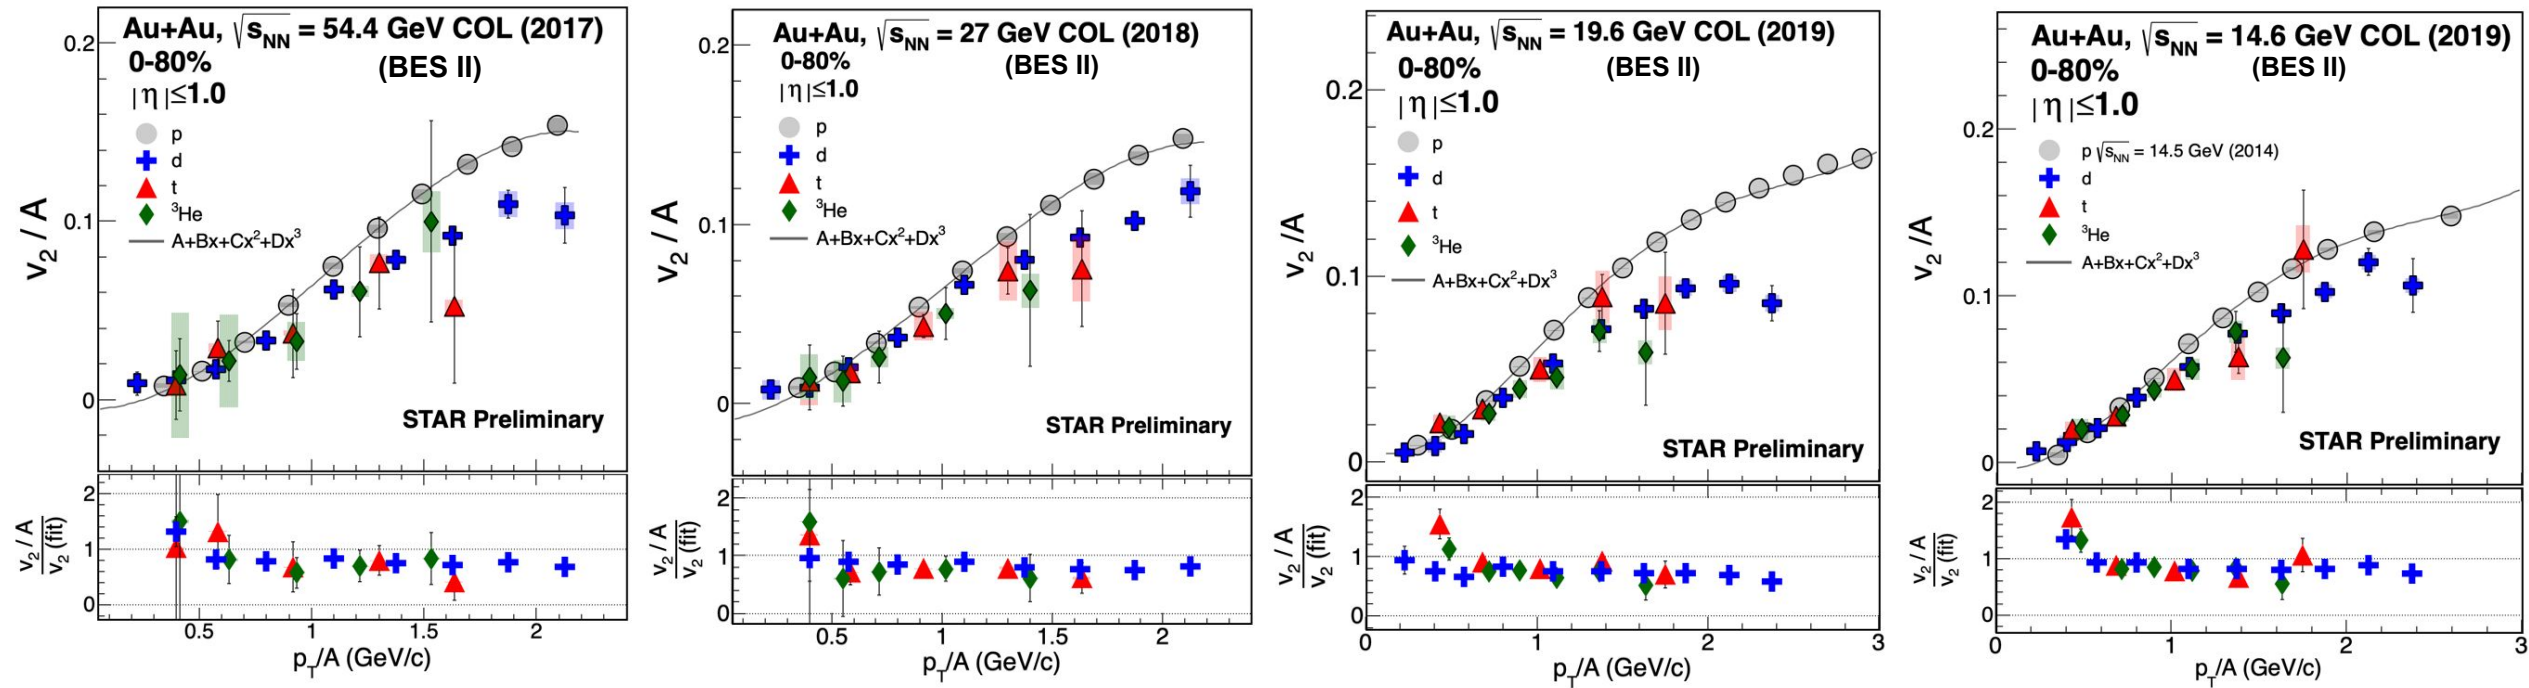 Au+Au, √sNN = 54.4 GeV COL (2017)
0-80% (BES II)
|η|≤1.0
p
d
t
³He
A+Bx+Cx²+Dx³
STAR Preliminary
v₂ / A
0.2
0.1
0
v₂ / A
v₂ (fit)
2
1
0
0.5 1 1.5 2
pT/A (GeV/c)
Au+Au, √sNN = 27 GeV COL (2018)
0-80% (BES II)
|η|≤1.0
p
d
t
³He
A+Bx+Cx²+Dx³
STAR Preliminary
v₂ / A
0.2
0.1
0
v₂ / A
v₂ (fit)
2
1
0
0.5 1 1.5 2
pT/A (GeV/c)
Au+Au, √sNN = 19.6 GeV COL (2019)
0-80% (BES II)
|η|≤1.0
p
d
t
³He
A+Bx+Cx²+Dx³
STAR Preliminary
v₂ /A
0.2
0.1
0
v₂ / A
v₂ (fit)
2
1
0
0 1 2 3
pT/A (GeV/c)
Au+Au, √sNN = 14.6 GeV COL (2019)
0-80% (BES II)
|η|≤1.0
p √sNN = 14.5 GeV (2014)
d
t
³He
A+Bx+Cx²+Dx³
STAR Preliminary
v₂ /A
0.2
0.1
0
v₂ / A
v₂ (fit)
2
1
0
0 1 2 3
pT/A (GeV/c)